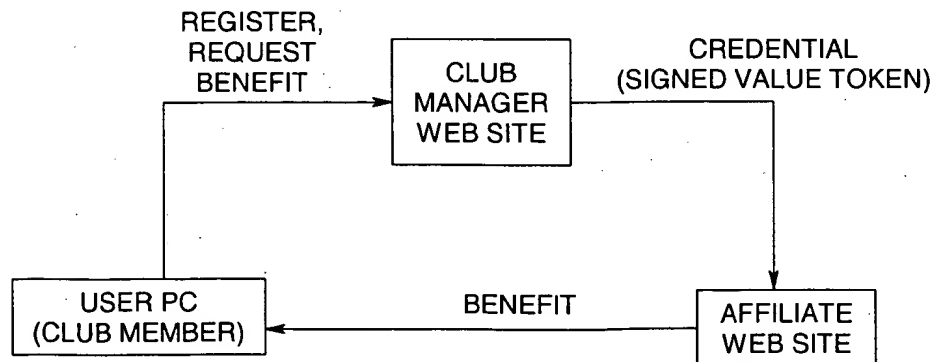 REGISTER,
REQUEST
BENEFIT
CLUB
MANAGER
WEB SITE
CREDENTIAL
(SIGNED VALUE TOKEN)
USER PC
(CLUB MEMBER)
BENEFIT
AFFILIATE
WEB SITE